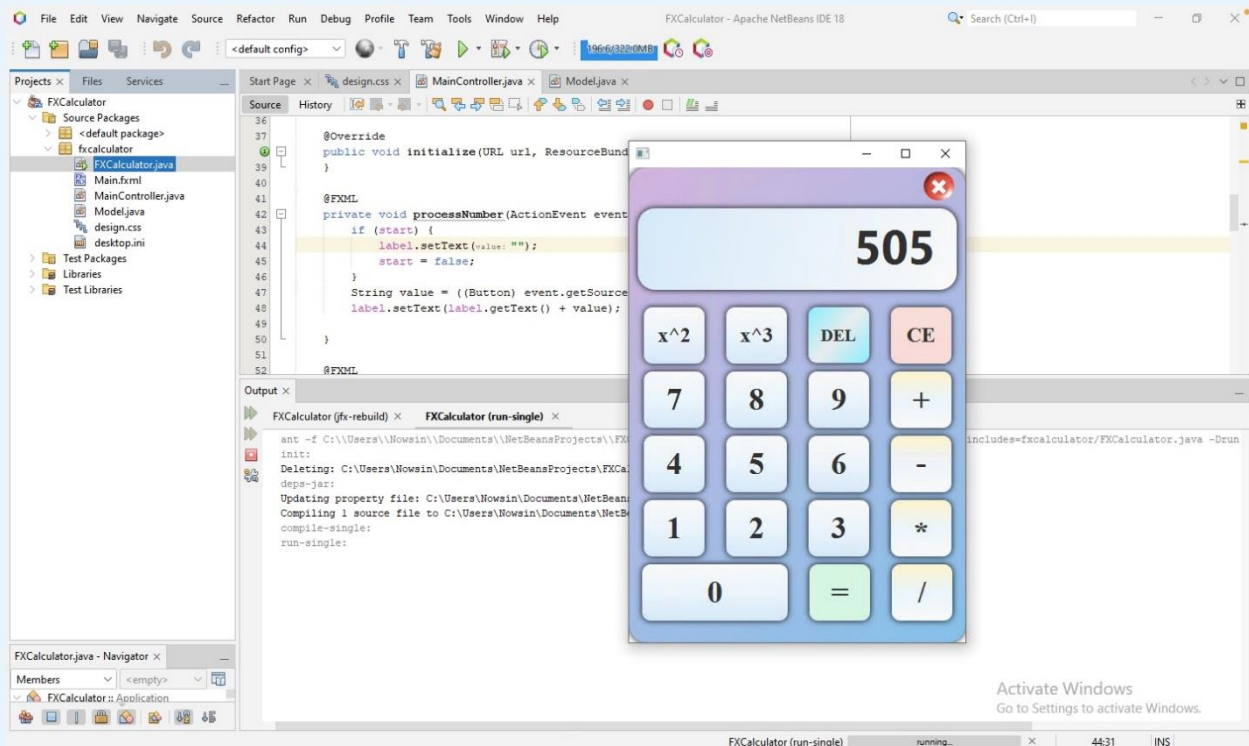 File Edit View Navigate Source Refactor Run Debug Profile Team Tools Window Help
FXCalculator - Apache NetBeans IDE 18
Search (Ctrl+I)
<default config>
196.6/322.0MB
Projects Files Services
FXCalculator
Source Packages
<default package>
fxcalculator
FXCalculator.java
Main.fxml
MainController.java
Model.java
design.css
desktop.ini
Test Packages
Libraries
Test Libraries
Start Page design.css MainController.java Model.java
Source History
36
37 @Override
public void initialize(URL url, ResourceBund
39 }
40
41 @FXML
42 private void processNumber(ActionEvent event
43 if (start) {
44 label.setText(value: "");
45 start = false;
46 }
47 String value = ((Button) event.getSource
48 label.setText(label.getText() + value);
49
50 }
51
52 @FXML
Output
FXCalculator (jfx-rebuild) FXCalculator (run-single)
ant -f C:\\Users\\Nowsin\\Documents\\NetBeansProjects\\FXC
includes=fxcalculator/FXCalculator.java -Drun
init:
Deleting: C:\Users\Nowsin\Documents\NetBeansProjects\FXCal
deps-jar:
Updating property file: C:\Users\Nowsin\Documents\NetBeans
Compiling 1 source file to C:\Users\Nowsin\Documents\NetBe
compile-single:
run-single:
505
x^2 x^3 DEL CE
7 8 9 +
4 5 6 -
1 2 3 *
0 = /
FXCalculator.java - Navigator
Members <empty>
FXCalculator :: Application
Activate Windows
Go to Settings to activate Windows.
FXCalculator (run-single) running... 44:31 INS